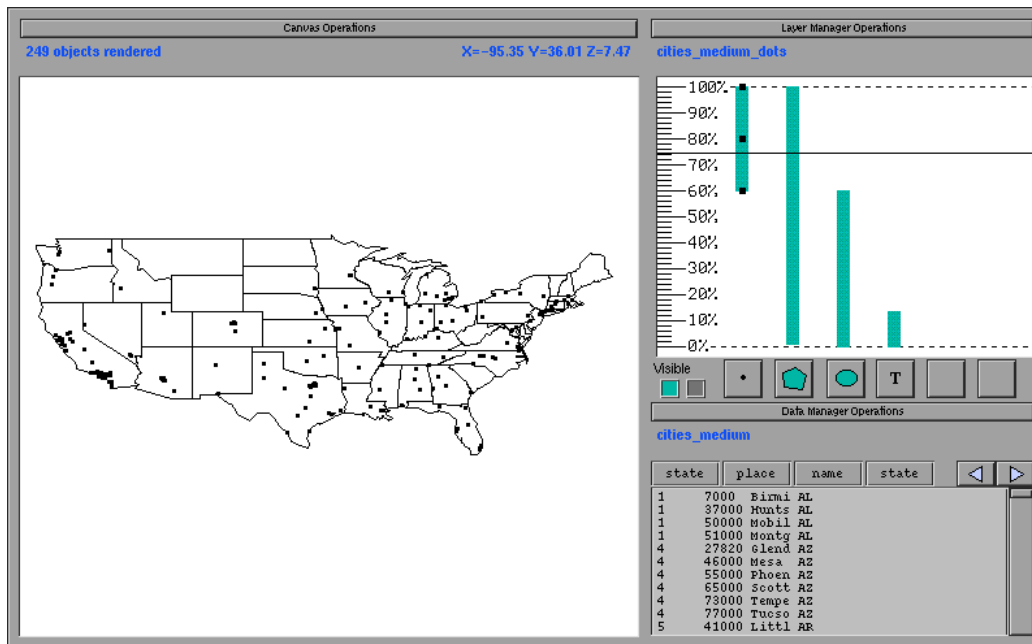 Canvas Operations
249 objects rendered X=-95.35 Y=36.01 Z=7.47
Layer Manager Operations
cities_medium_dots
100%
90%
80%
70%
60%
50%
40%
30%
20%
10%
0%
Visible
T
Data Manager Operations
cities_medium
state place name state
1 7000 Birmi AL
1 37000 Hunts AL
1 50000 Mobil AL
1 51000 Montg AL
4 27820 Glend AZ
4 46000 Mesa AZ
4 55000 Phoen AZ
4 65000 Scott AZ
4 73000 Tempe AZ
4 77000 Tucso AZ
5 41000 Littl AR